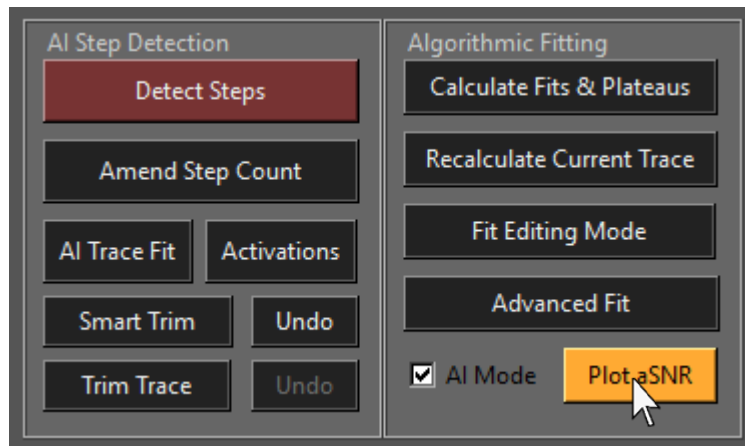 AI Step Detection
Detect Steps
Amend Step Count
AI Trace Fit
Activations
Smart Trim
Undo
Trim Trace
Undo
Algorithmic Fitting
Calculate Fits & Plateaus
Recalculate Current Trace
Fit Editing Mode
Advanced Fit
AI Mode
Plot aSNR